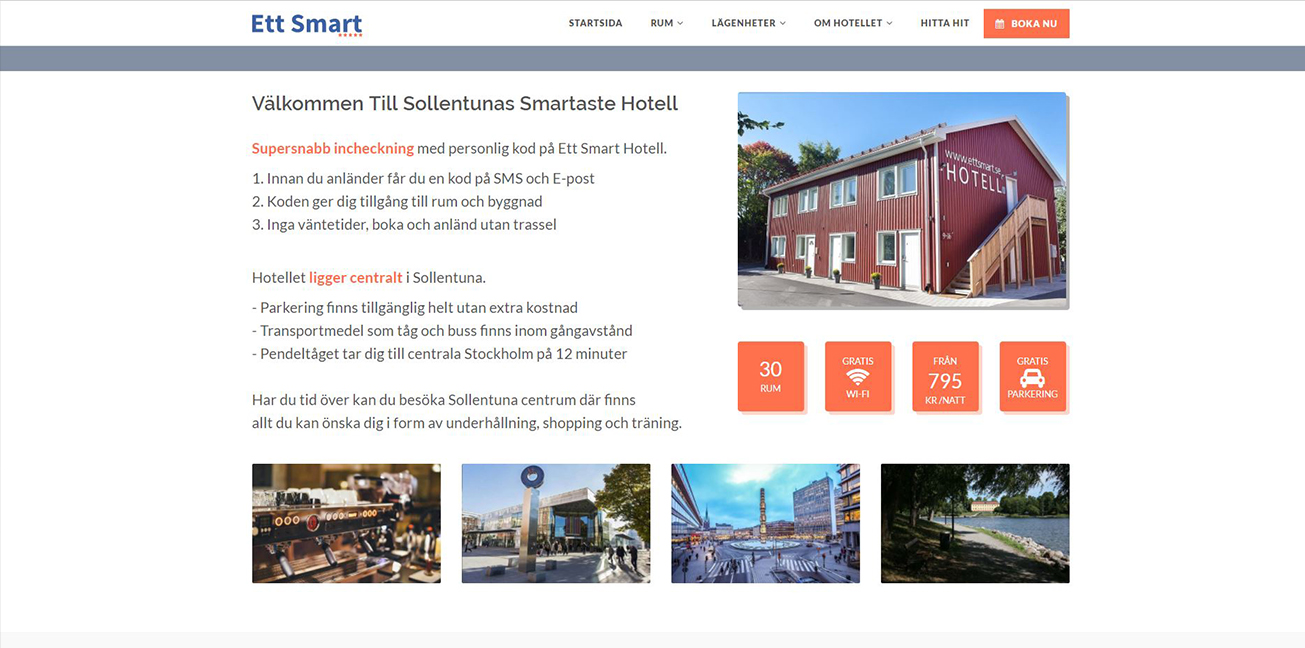 Ett Smart
STARTSIDA RUM LÄGENHETER OM HOTELLET HITTA HIT BOKA NU
Välkommen Till Sollentunas Smartaste Hotell
Supersnabb incheckning med personlig kod på Ett Smart Hotell.
1. Innan du anländer får du en kod på SMS och E-post
2. Koden ger dig tillgång till rum och byggnad
3. Inga väntetider, boka och anländ utan trassel
Hotellet ligger centralt i Sollentuna.
- Parkering finns tillgänglig helt utan extra kostnad
- Transportmedel som tåg och buss finns inom gångavstånd
- Pendeltåget tar dig till centrala Stockholm på 12 minuter
Har du tid över kan du besöka Sollentuna centrum där finns
allt du kan önska dig i form av underhållning, shopping och träning.
www.ettsmart.se
HOTELL
30
RUM
GRATIS
WI-FI
FRÅN
795
KR /NATT
GRATIS
PARKERING